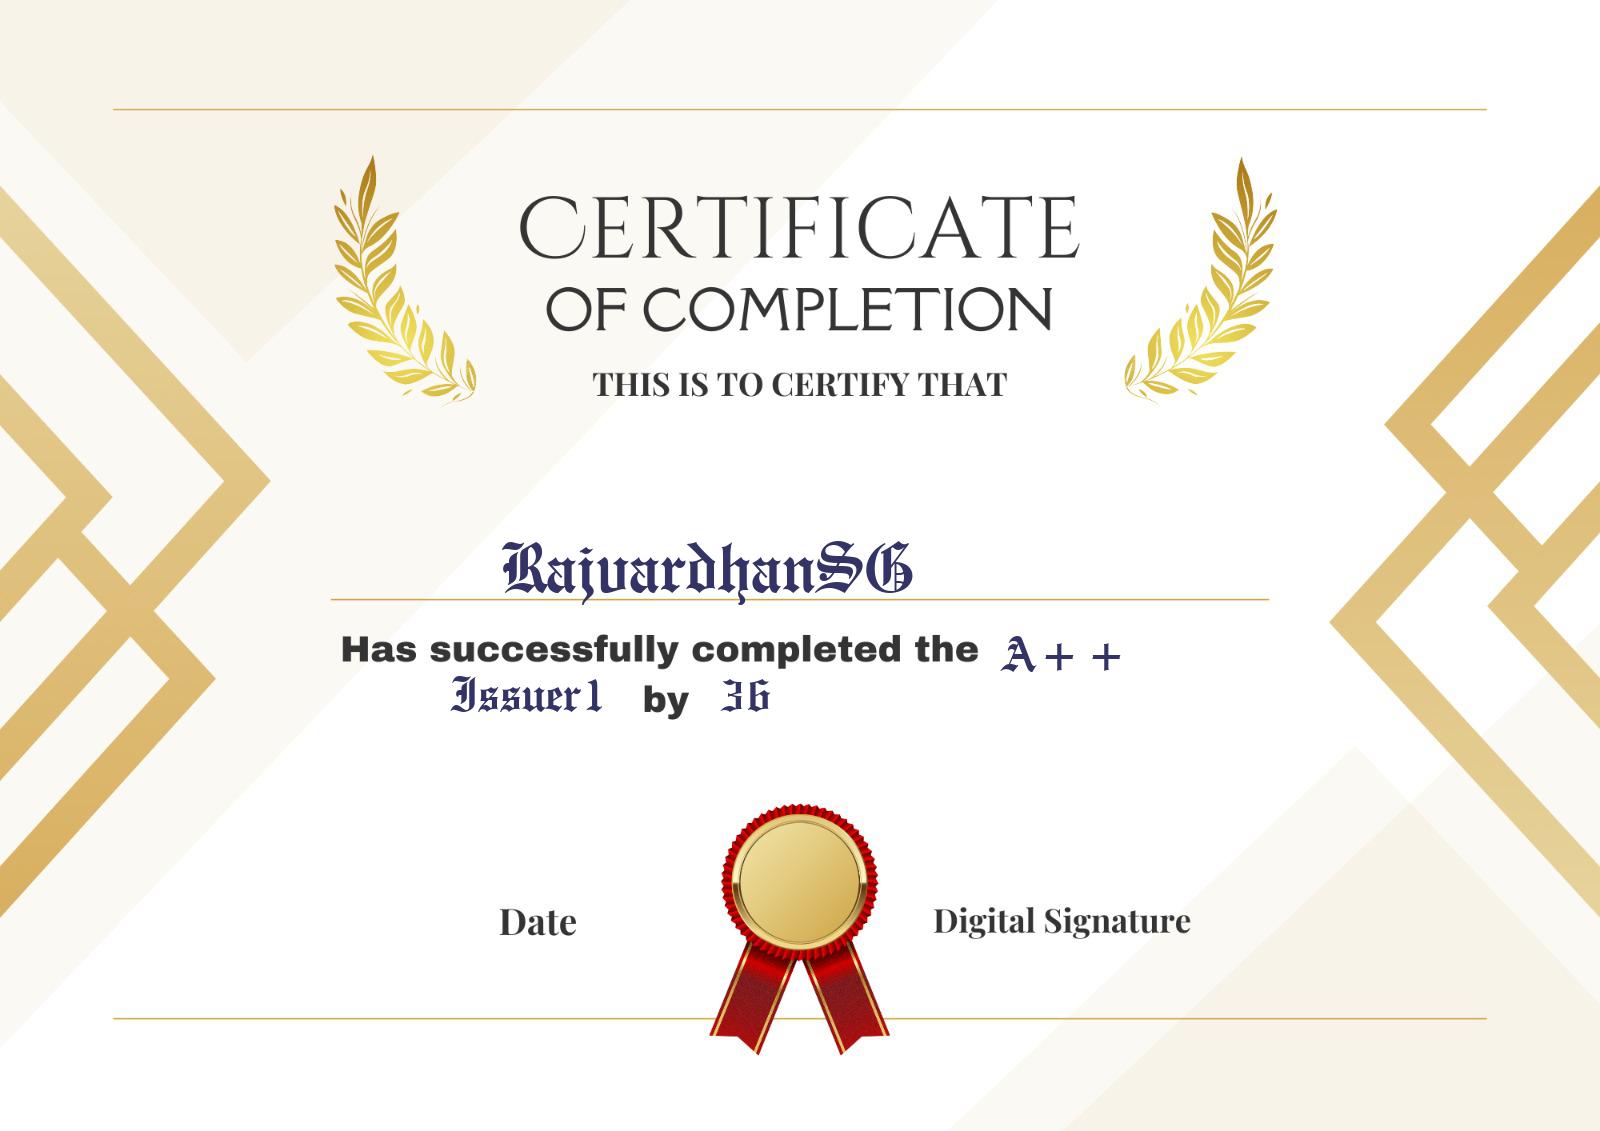 CERTIFICATE
OF COMPLETION
THIS IS TO CERTIFY THAT
RajvardhanSG
Has successfully completed the A++
Issuer1 by 36
Date Digital Signature